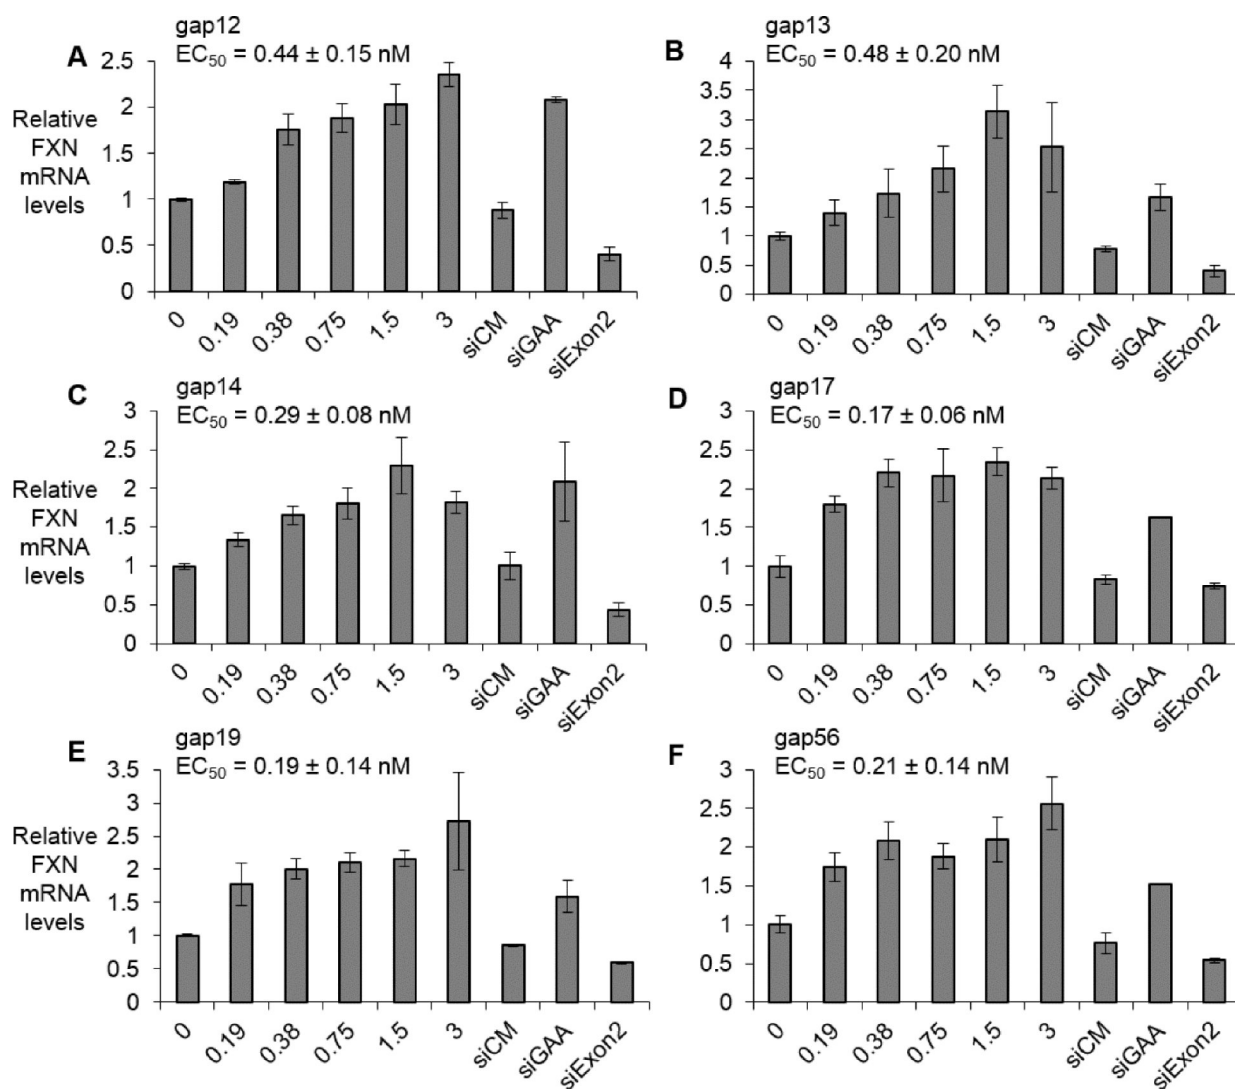 A
gap12
EC₅₀ = 0.44 ± 0.15 nM
Relative
FXN
mRNA
levels
2.5
2
1.5
1
0.5
0
0
0.19
0.38
0.75
1.5
3
siCM
siGAA
siExon2
B
gap13
EC₅₀ = 0.48 ± 0.20 nM
4
3.5
3
2.5
2
1.5
1
0.5
0
0
0.19
0.38
0.75
1.5
3
siCM
siGAA
siExon2
C
gap14
EC₅₀ = 0.29 ± 0.08 nM
Relative
FXN
mRNA
levels
3
2.5
2
1.5
1
0.5
0
0
0.19
0.38
0.75
1.5
3
siCM
siGAA
siExon2
D
gap17
EC₅₀ = 0.17 ± 0.06 nM
3
2.5
2
1.5
1
0.5
0
0
0.19
0.38
0.75
1.5
3
siCM
siGAA
siExon2
E
gap19
EC₅₀ = 0.19 ± 0.14 nM
Relative
FXN
mRNA
levels
3.5
3
2.5
2
1.5
1
0.5
0
0
0.19
0.38
0.75
1.5
3
siCM
siGAA
siExon2
F
gap56
EC₅₀ = 0.21 ± 0.14 nM
3
2.5
2
1.5
1
0.5
0
0
0.19
0.38
0.75
1.5
3
siCM
siGAA
siExon2